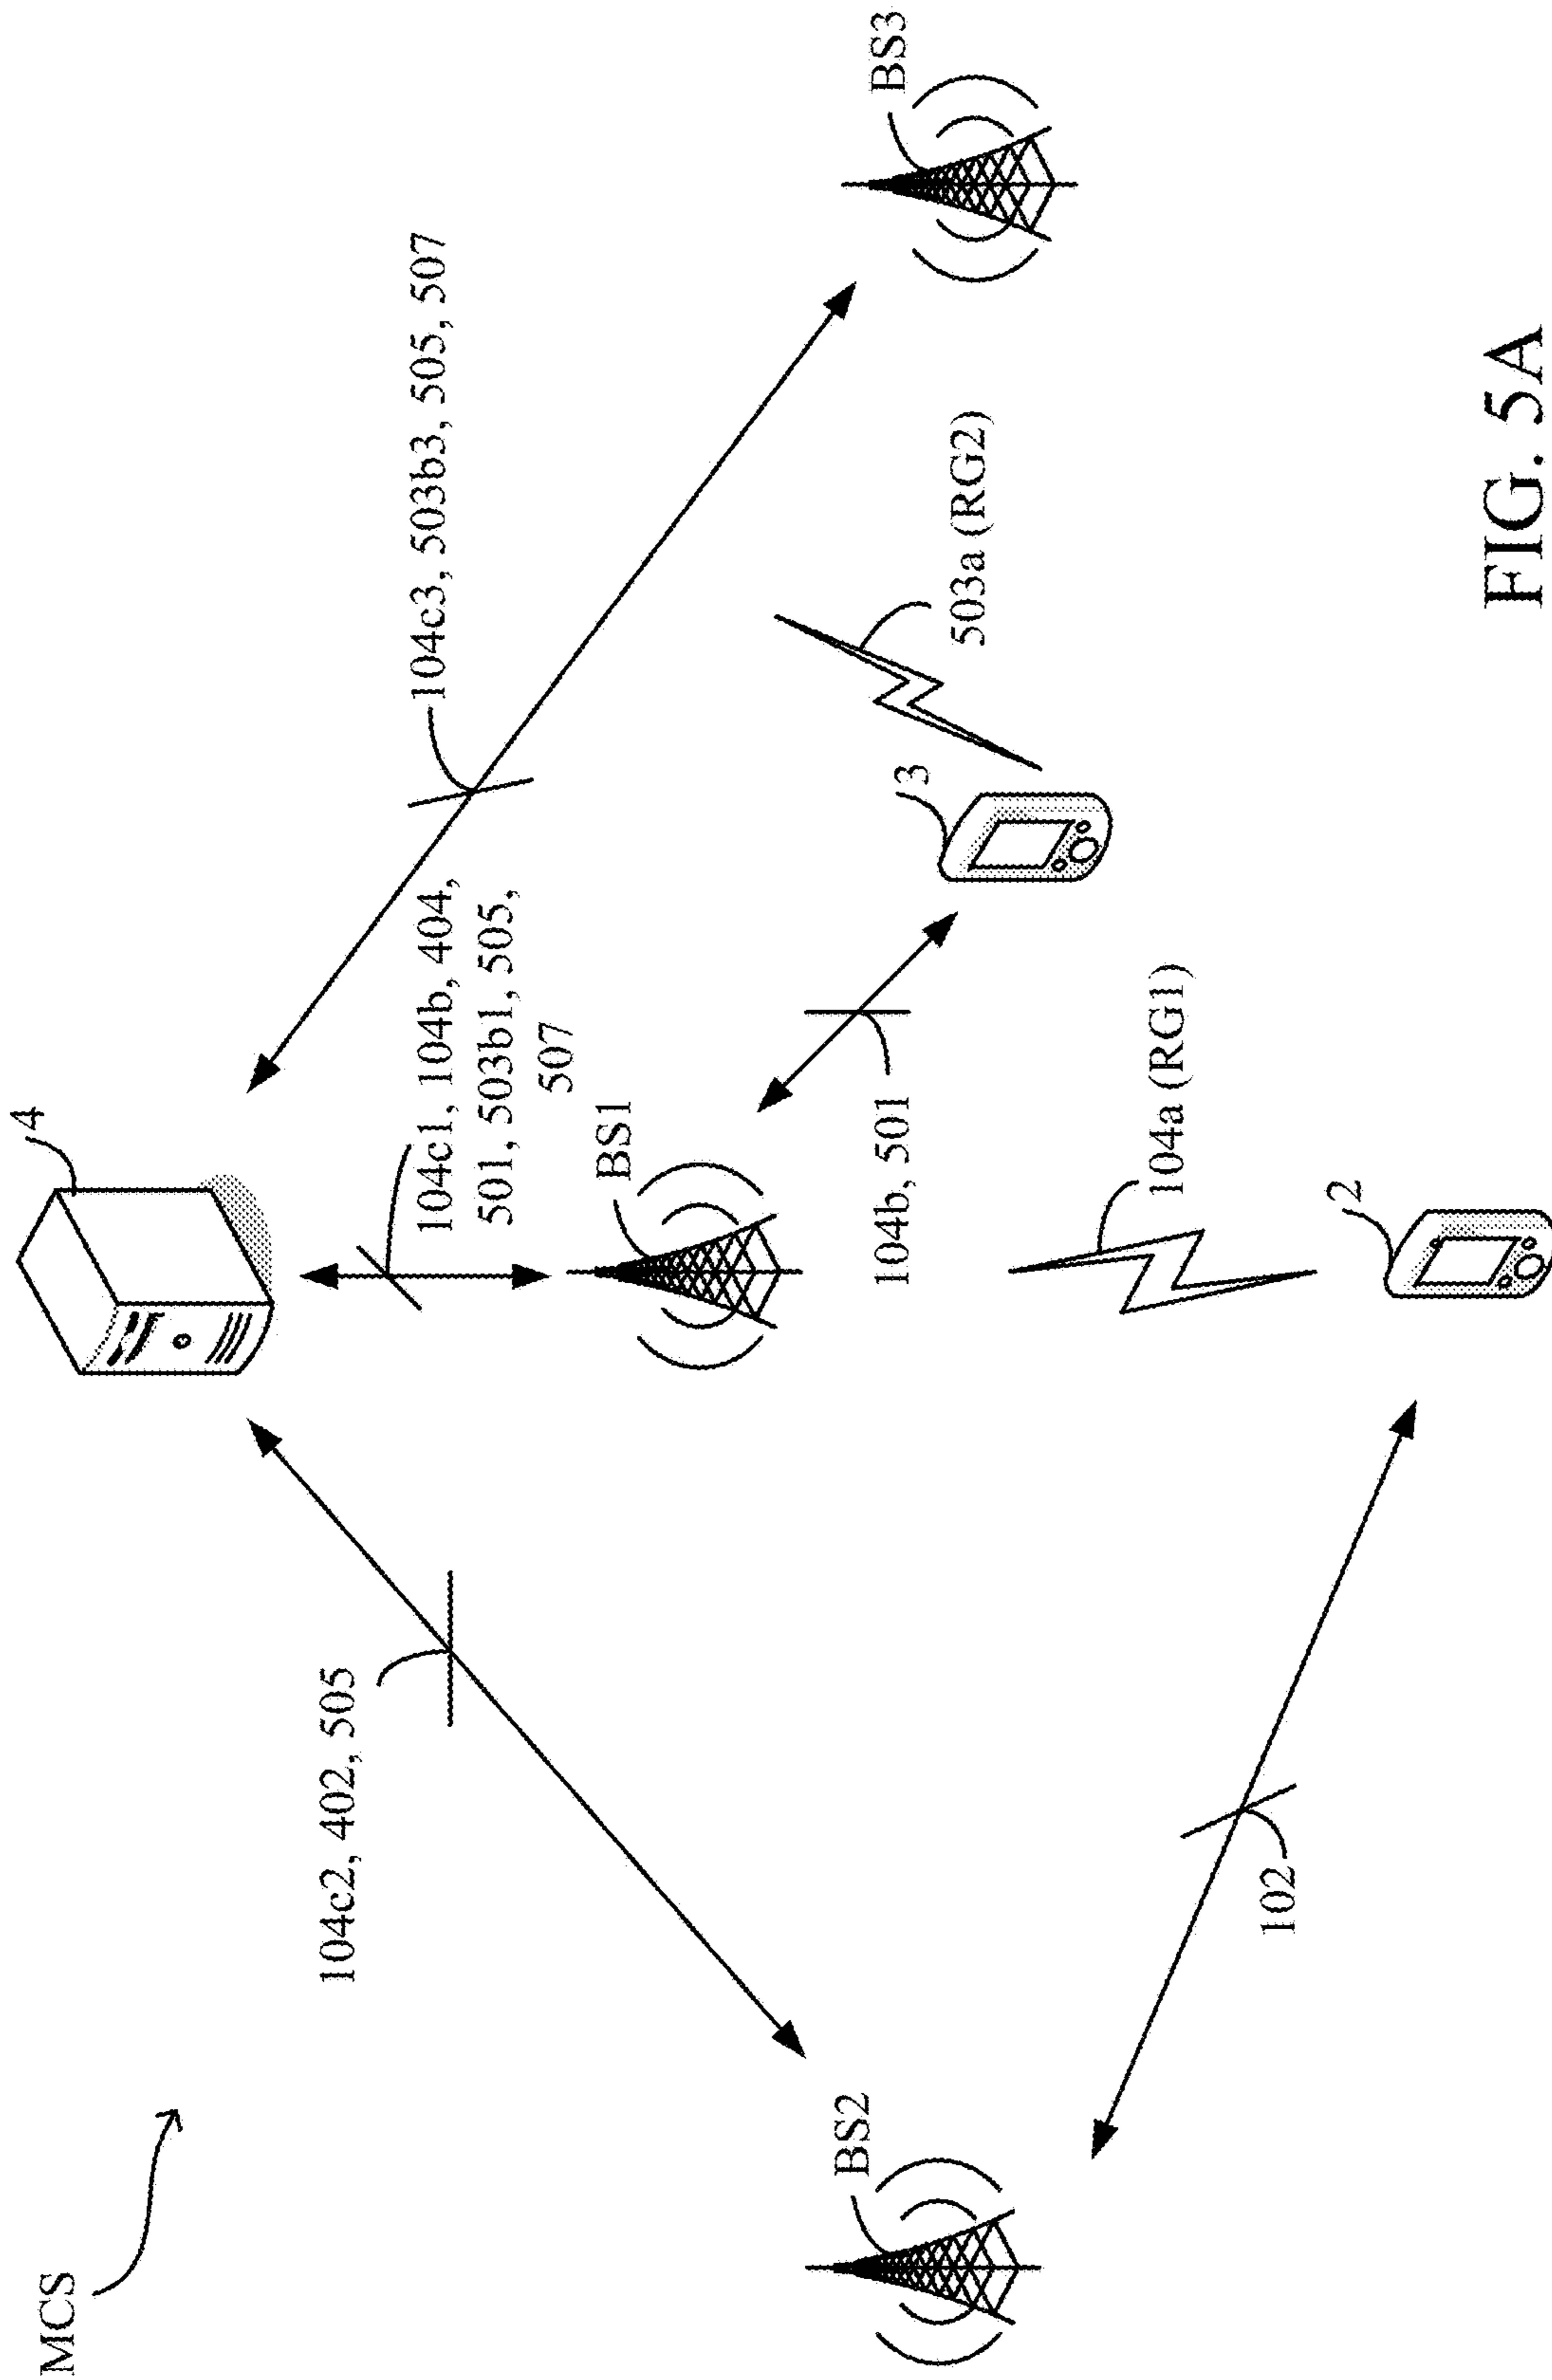 MCS
4
104c2, 402, 505
104c1, 104b, 404,
501, 503b1, 505,
507
104c3, 503b3, 505, 507
BS1
BS2
BS3
104b, 501
3
503a (RG2)
102
104a (RG1)
2
FIG. 5A